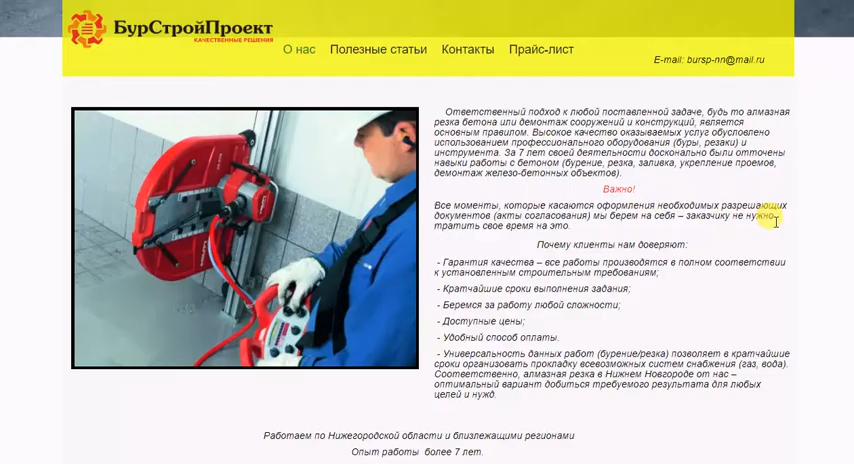 БурСтройПроект
КАЧЕСТВЕННЫЕ РЕШЕНИЯ
О нас Полезные статьи Контакты Прайс-лист
E-mail: bursp-nn@mail.ru
Ответственный подход к любой поставленной задаче, будь то алмазная
резка бетона или демонтаж сооружений и конструкций, является
основным правилом. Высокое качество оказываемых услуг обусловлено
использованием профессионального оборудования (буры, резаки) и
инструмента. За 7 лет своей деятельности досконально были отточены
навыки работы с бетоном (бурение, резка, заливка, укрепление проемов,
демонтаж железо-бетонных объектов).
Важно!
Все моменты, которые касаются оформления необходимых разрешающих
документов (акты согласования) мы берем на себя – заказчику не нужно
тратить свое время на это.
Почему клиенты нам доверяют:
- Гарантия качества – все работы производятся в полном соответствии
к установленным строительным требованиям;
- Кратчайшие сроки выполнения задания;
- Беремся за работу любой сложности;
- Доступные цены;
- Удобный способ оплаты.
- Универсальность данных работ (бурение/резка) позволяет в кратчайшие
сроки организовать прокладку всевозможных систем снабжения (газ, вода).
Соответственно, алмазная резка в Нижнем Новгороде от нас –
оптимальный вариант добиться требуемого результата для любых
целей и нужд.
Работаем по Нижегородской области и близлежащими регионами
Опыт работы более 7 лет.